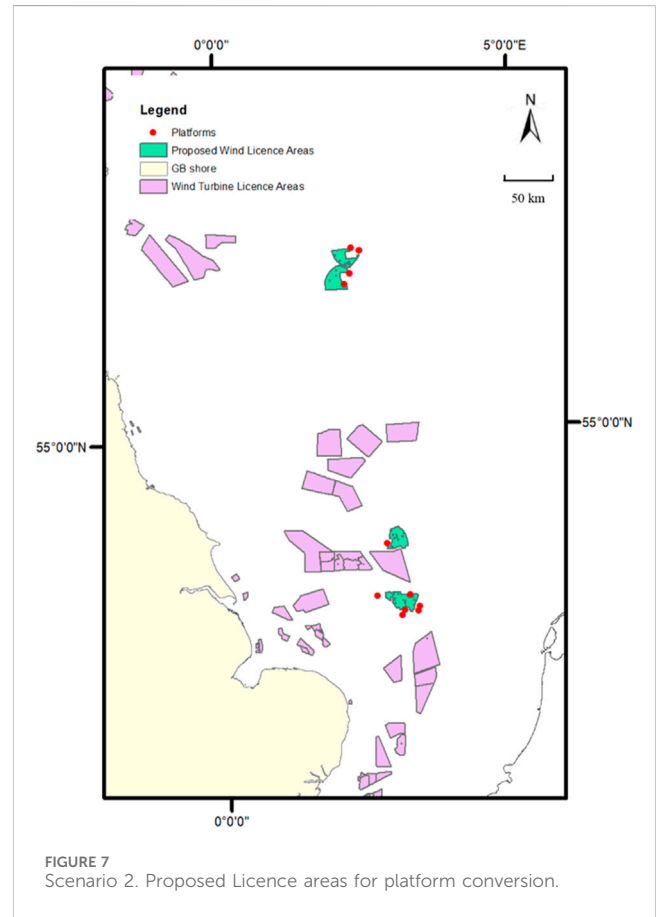 0°0'0"
5°0'0"E
Legend
Platforms
Proposed Wind Licence Areas
GB shore
Wind Turbine Licence Areas
N
50 km
55°0'0"N
55°0'0"N
0°0'0"
FIGURE 7
Scenario 2. Proposed Licence areas for platform conversion.